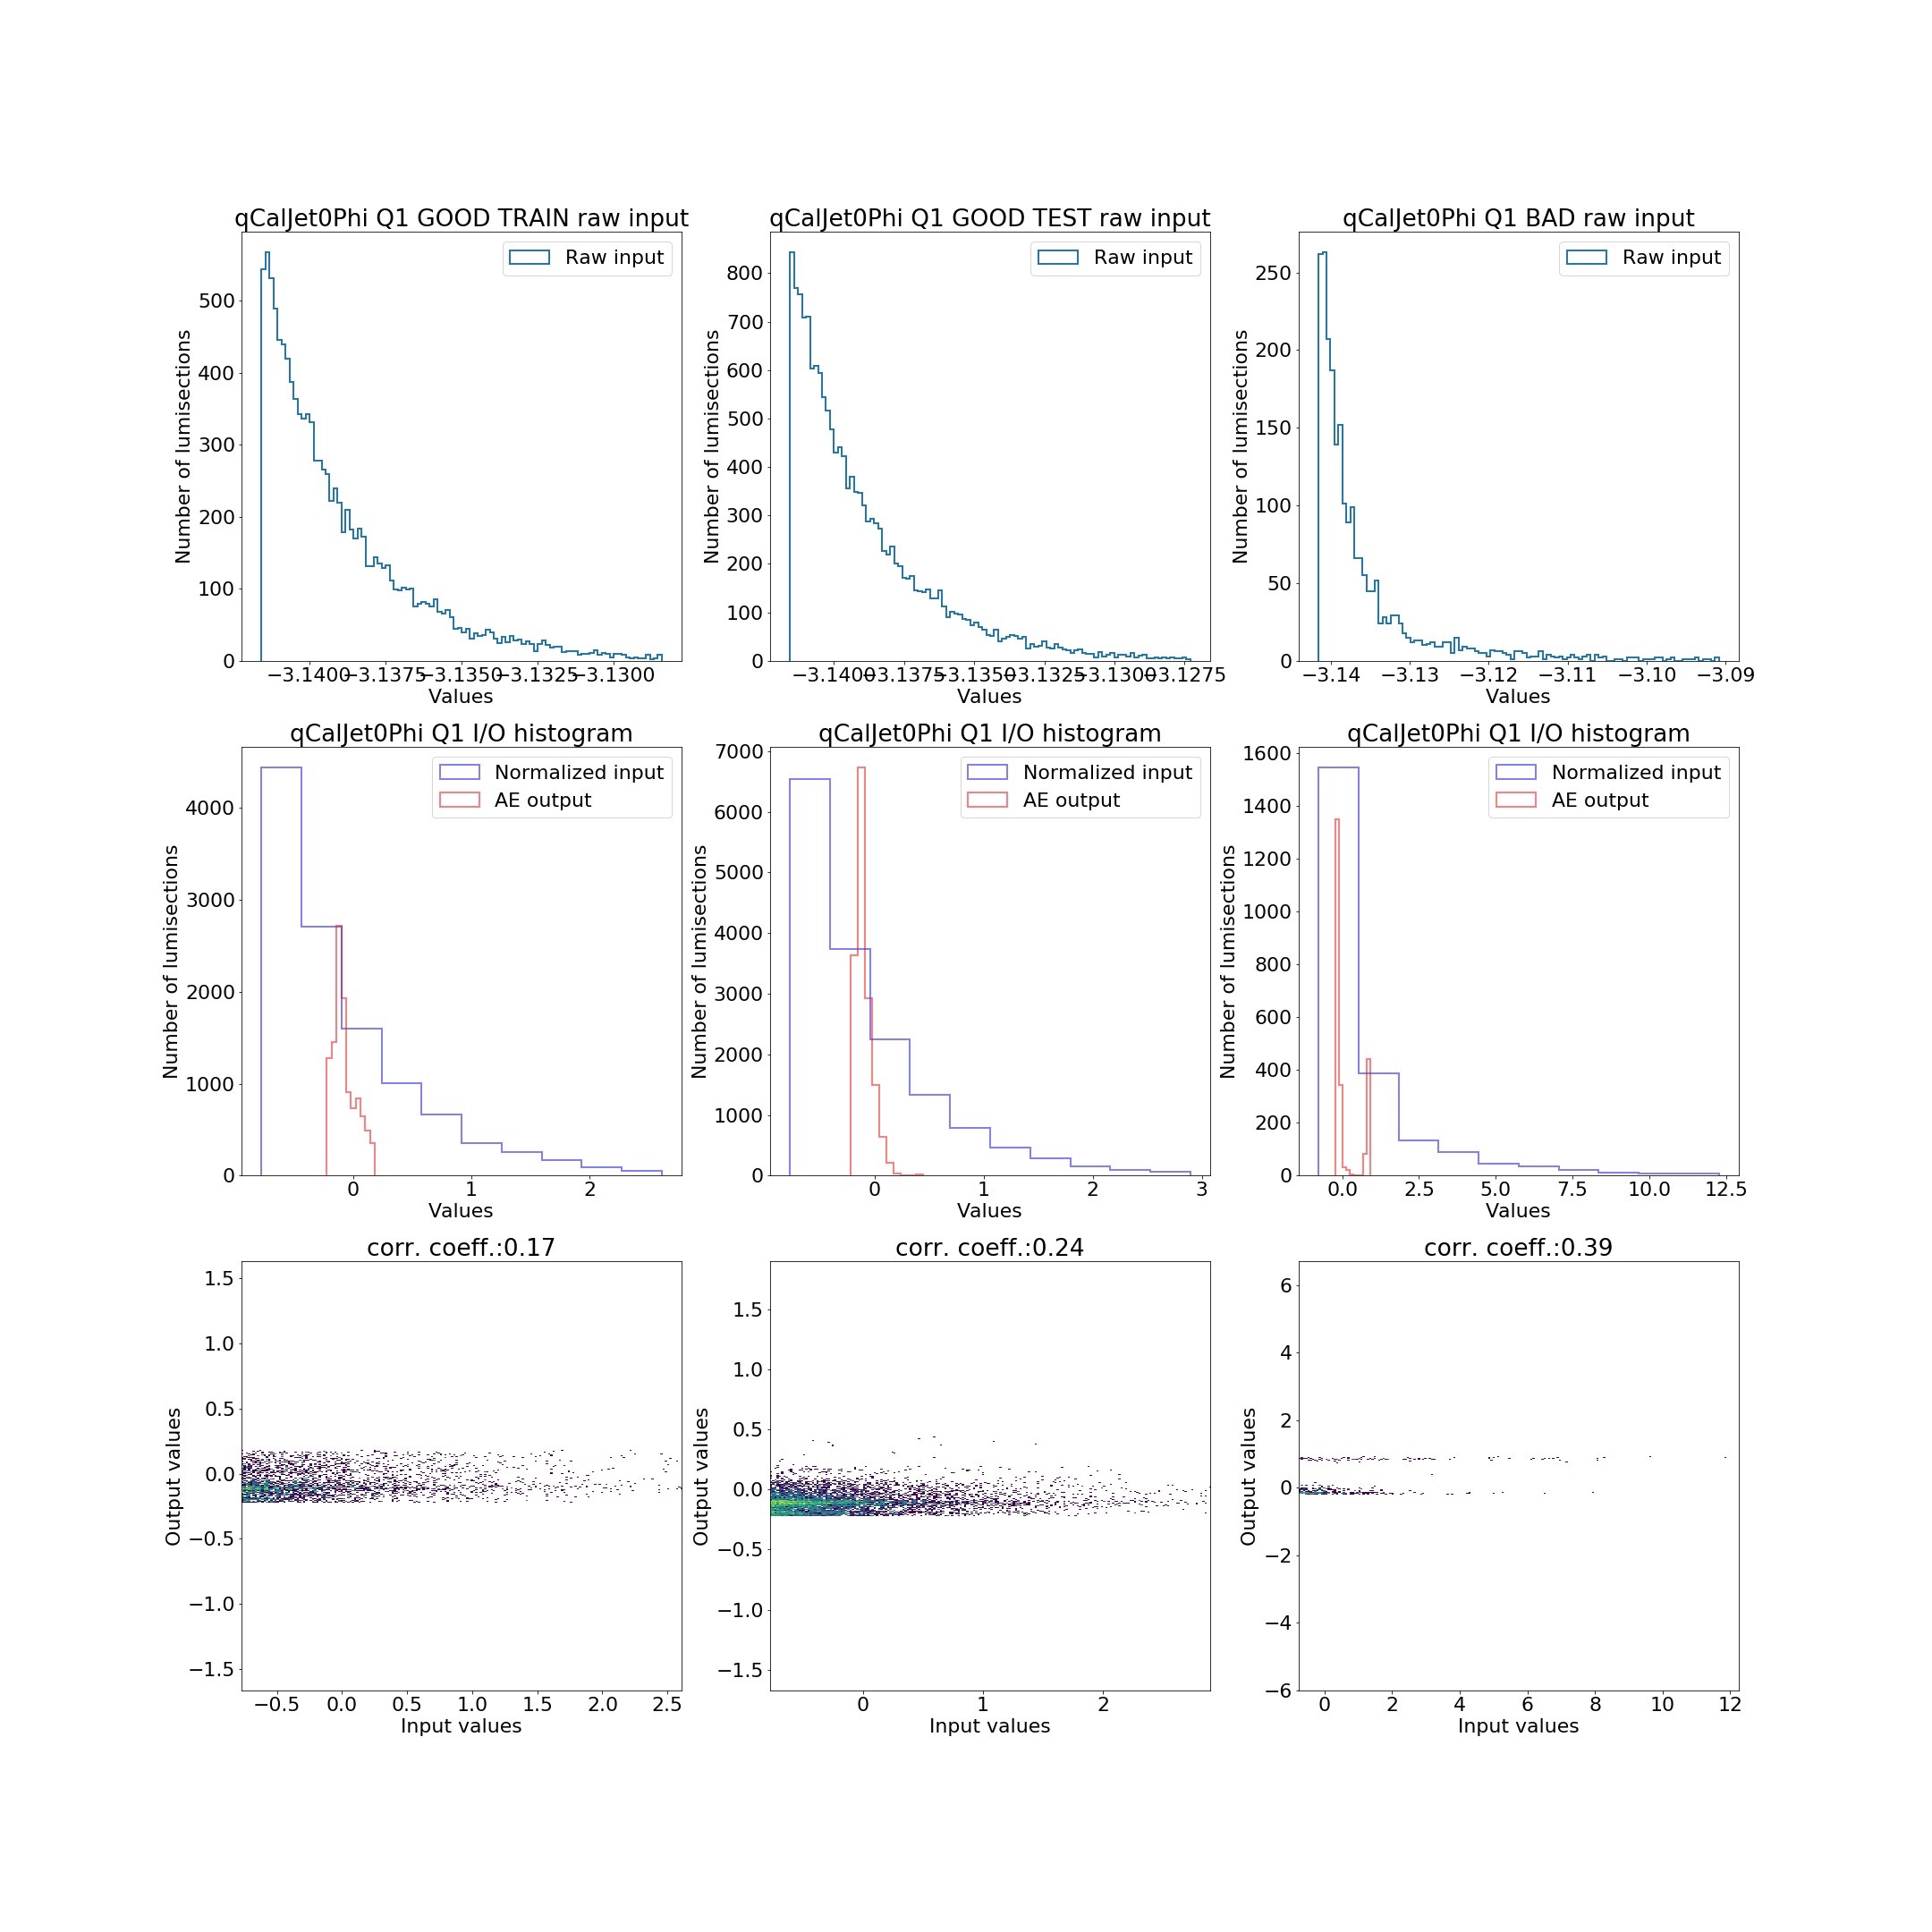 qCalJet0Phi Q1 GOOD TRAIN raw input
Raw input
500
400
300
200
100
0
Number of lumisections
−3.1400 −3.1375 −3.1350 −3.1325 −3.1300
Values
qCalJet0Phi Q1 GOOD TEST raw input
Raw input
800
700
600
500
400
300
200
100
0
Number of lumisections
−3.1400 −3.1375 −3.1350 −3.1325 −3.1300 −3.1275
Values
qCalJet0Phi Q1 BAD raw input
Raw input
250
200
150
100
50
0
Number of lumisections
−3.14 −3.13 −3.12 −3.11 −3.10 −3.09
Values
qCalJet0Phi Q1 I/O histogram
Normalized input
AE output
4000
3000
2000
1000
0
Number of lumisections
0 1 2
Values
qCalJet0Phi Q1 I/O histogram
Normalized input
AE output
7000
6000
5000
4000
3000
2000
1000
0
Number of lumisections
0 1 2 3
Values
qCalJet0Phi Q1 I/O histogram
Normalized input
AE output
1600
1400
1200
1000
800
600
400
200
0
Number of lumisections
0.0 2.5 5.0 7.5 10.0 12.5
Values
corr. coeff.:0.17
1.5
1.0
0.5
0.0
−0.5
−1.0
−1.5
Output values
−0.5 0.0 0.5 1.0 1.5 2.0 2.5
Input values
corr. coeff.:0.24
1.5
1.0
0.5
0.0
−0.5
−1.0
−1.5
Output values
0 1 2
Input values
corr. coeff.:0.39
6
4
2
0
−2
−4
−6
Output values
0 2 4 6 8 10 12
Input values